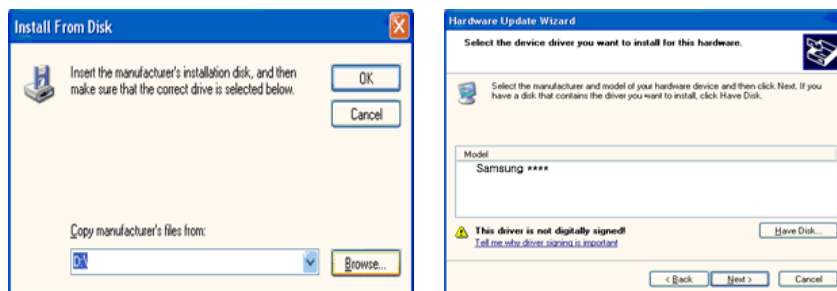 Install From Disk
Insert the manufacturer's installation disk, and then
make sure that the correct drive is selected below.
OK
Cancel
Copy manufacturer's files from:
D:\
Browse...
Hardware Update Wizard
Select the device driver you want to install for this hardware.
Select the manufacturer and model of your hardware device and then click Next. If you
have a disk that contains the driver you want to install, click Have Disk.
Model
Samsung ****
This driver is not digitally signed!
Tell me why driver signing is important
Have Disk...
< Back
Next >
Cancel